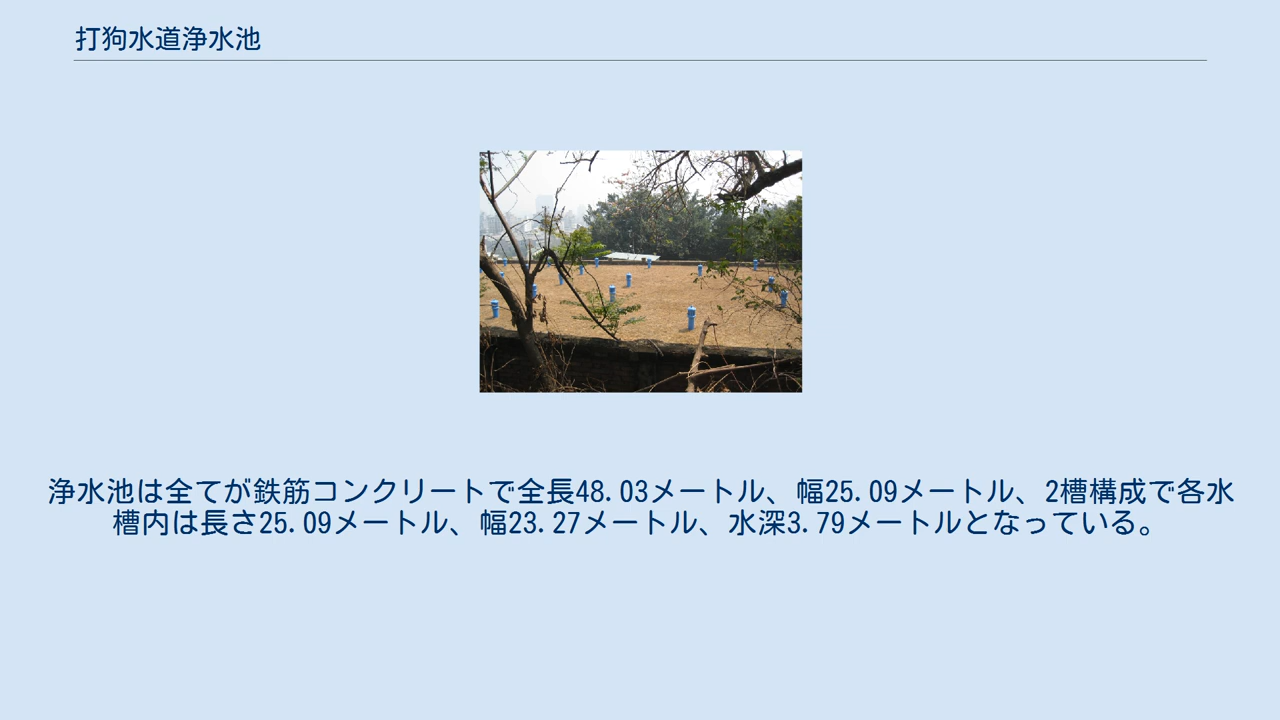 打狗水道浄水池
浄水池は全てが鉄筋コンクリートで全長48.03メートル、幅25.09メートル、2槽構成で各水
槽内は長さ25.09メートル、幅23.27メートル、水深3.79メートルとなっている。